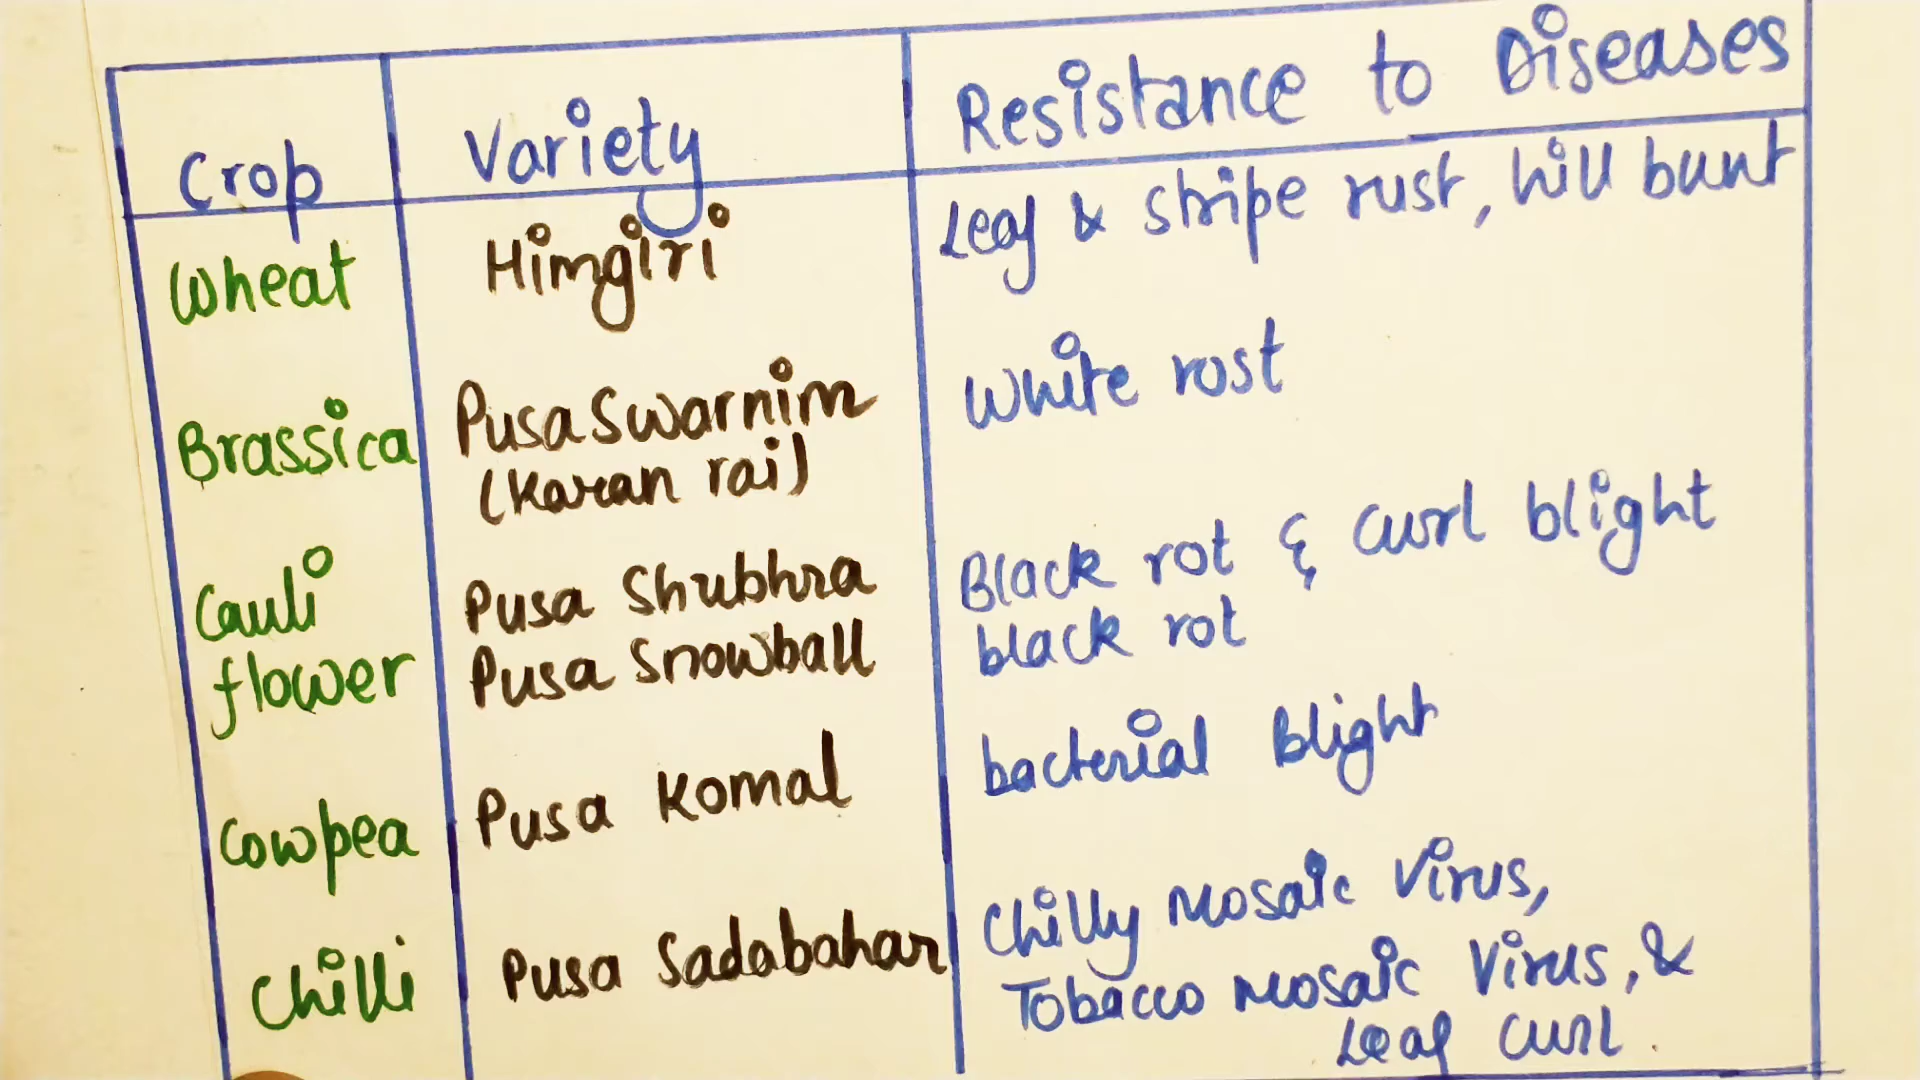 Crop Variety Resistance to Diseases
Wheat Himgiri Leaf & stripe rust, hill bunt
Brassica Pusa Swarnim White rost
(Karan rai)
Cauli Pusa Shubhra Black rot & Curl blight
flower Pusa Snowball black rot
Cowpea Pusa Komal bacterial Blight
Chilli Pusa Sadabahar Chilly Mosaic Virus,
Tobacco Mosaic Virus, &
Leaf Curl.